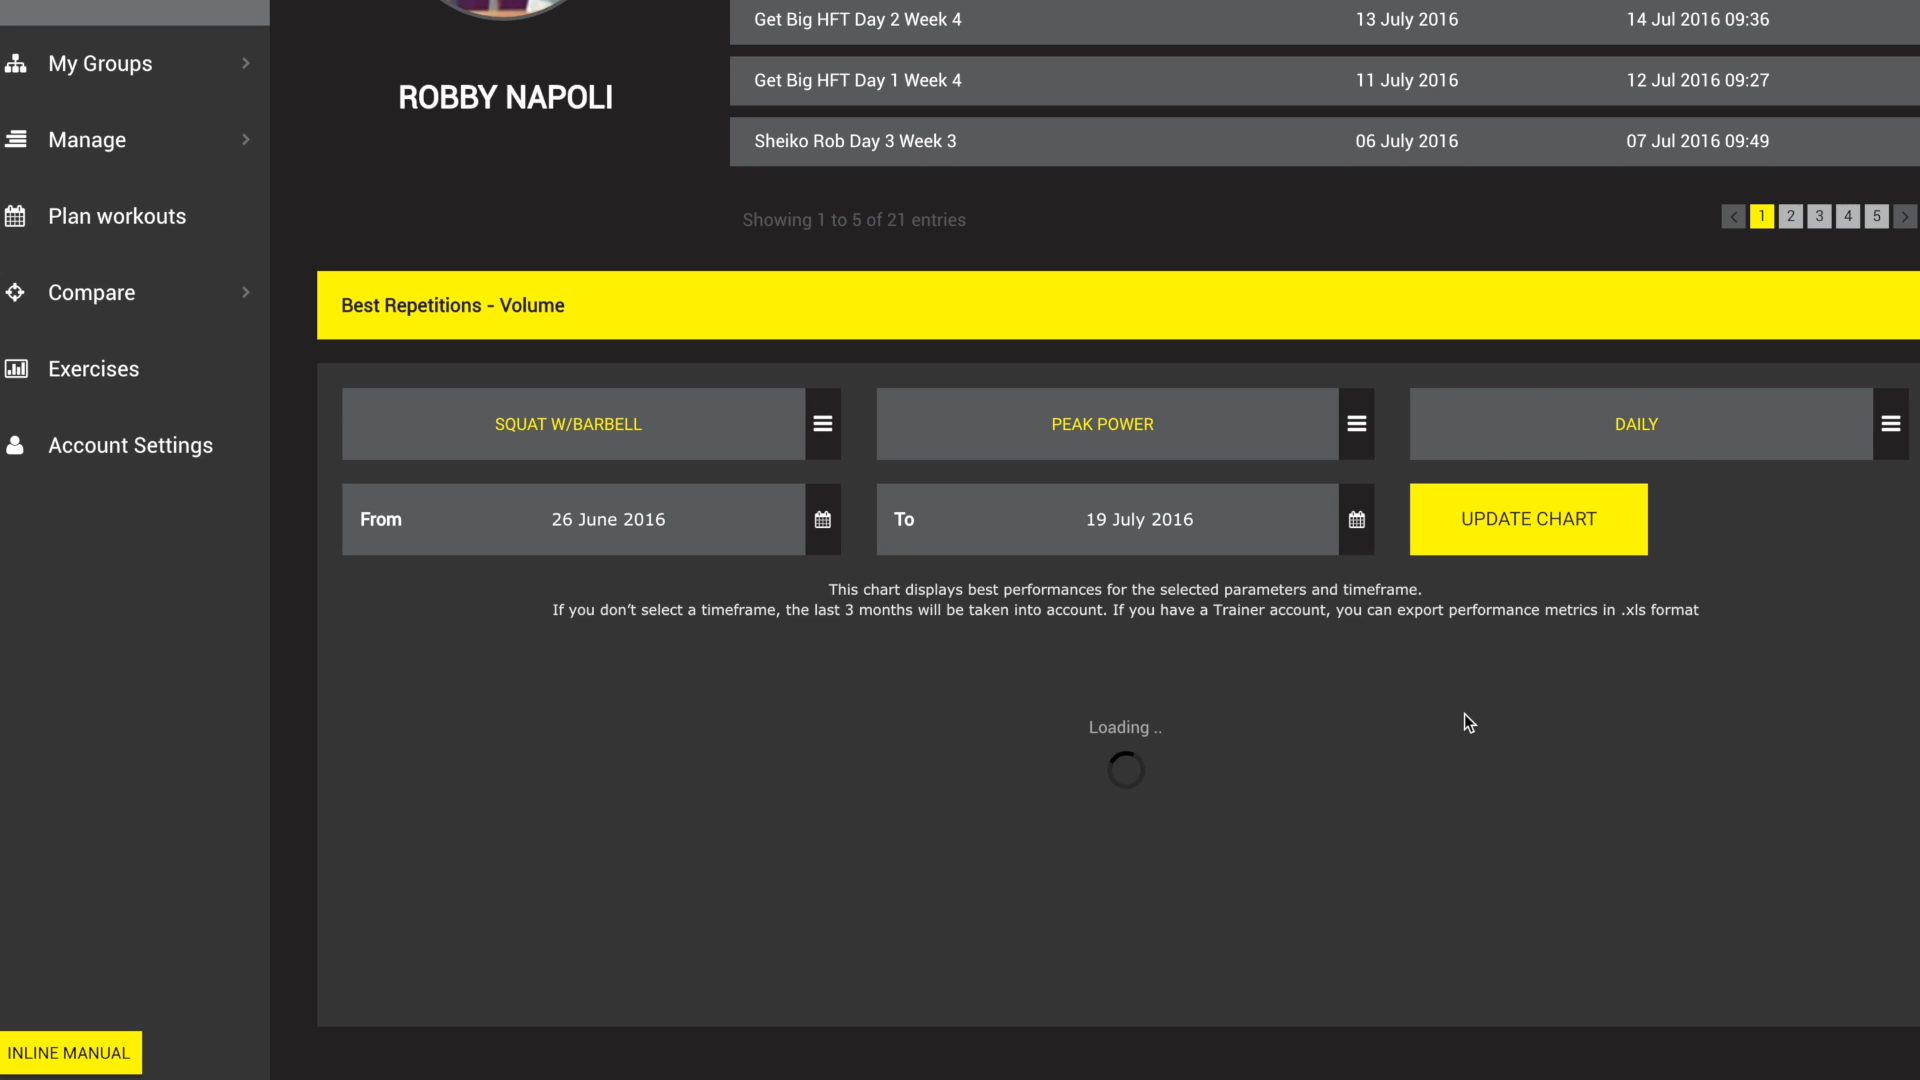 Get Big HFT Day 2 Week 4 13 July 2016 14 Jul 2016 09:36
My Groups
Get Big HFT Day 1 Week 4 11 July 2016 12 Jul 2016 09:27
ROBBY NAPOLI
Manage
Sheiko Rob Day 3 Week 3 06 July 2016 07 Jul 2016 09:49
Plan workouts
Showing 1 to 5 of 21 entries
1 2 3 4 5
Compare
Best Repetitions - Volume
Exercises
SQUAT W/BARBELL PEAK POWER DAILY
Account Settings
From 26 June 2016 To 19 July 2016 UPDATE CHART
This chart displays best performances for the selected parameters and timeframe.
If you don’t select a timeframe, the last 3 months will be taken into account. If you have a Trainer account, you can export performance metrics in .xls format
Loading ..
INLINE MANUAL